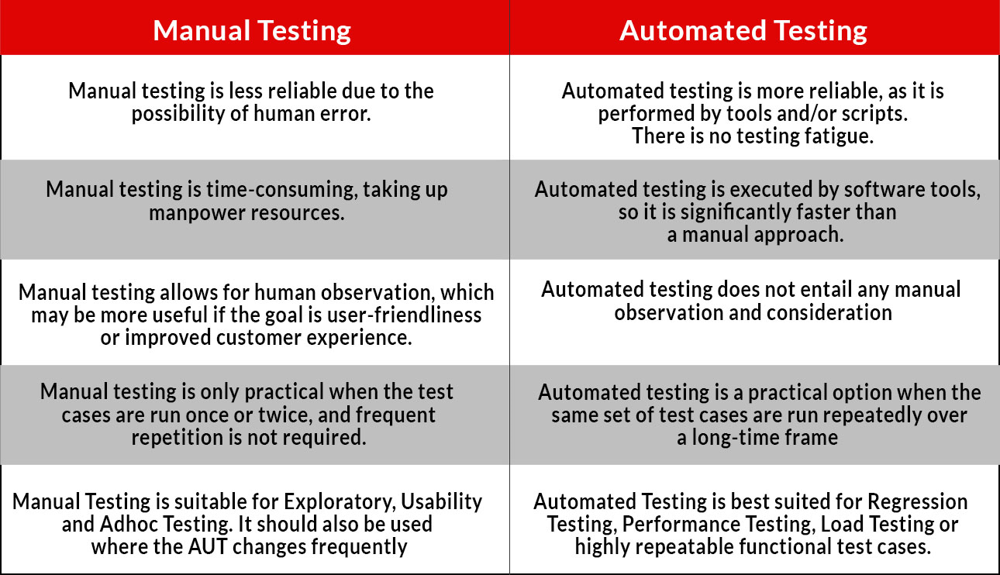 Manual Testing
Automated Testing
Manual testing is less reliable due to the
possibility of human error.
Automated testing is more reliable, as it is
performed by tools and/or scripts.
There is no testing fatigue.
Manual testing is time-consuming, taking up
manpower resources.
Automated testing is executed by software tools,
so it is significantly faster than
a manual approach.
Manual testing allows for human observation, which
may be more useful if the goal is user-friendliness
or improved customer experience.
Automated testing does not entail any manual
observation and consideration
Manual testing is only practical when the test
cases are run once or twice, and frequent
repetition is not required.
Automated testing is a practical option when the
same set of test cases are run repeatedly over
a long-time frame
Manual Testing is suitable for Exploratory, Usability
and Adhoc Testing. It should also be used
where the AUT changes frequently
Automated Testing is best suited for Regression
Testing, Performance Testing, Load Testing or
highly repeatable functional test cases.